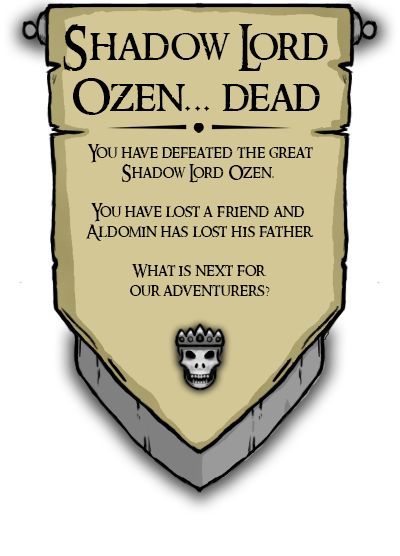 Shadow Lord
Ozen... dead
You have defeated the great
Shadow Lord Ozen.
You have lost a friend and
Aldomin has lost his father
What is next for
our adventurers?